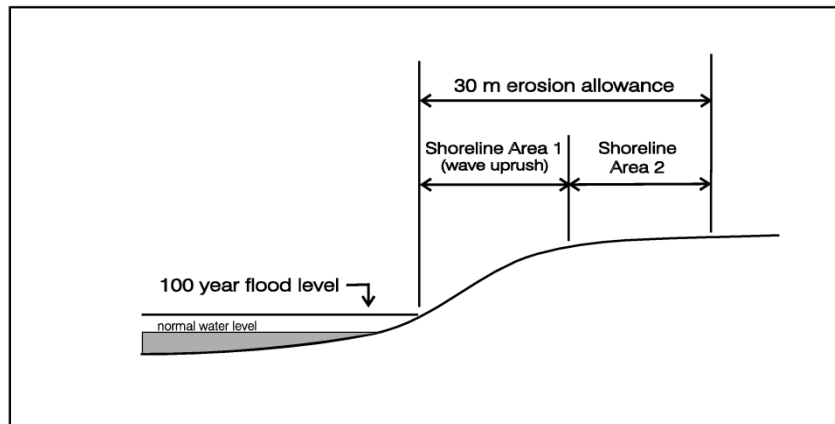 30 m erosion allowance
Shoreline Area 1
(wave uprush)
Shoreline
Area 2
100 year flood level
normal water level